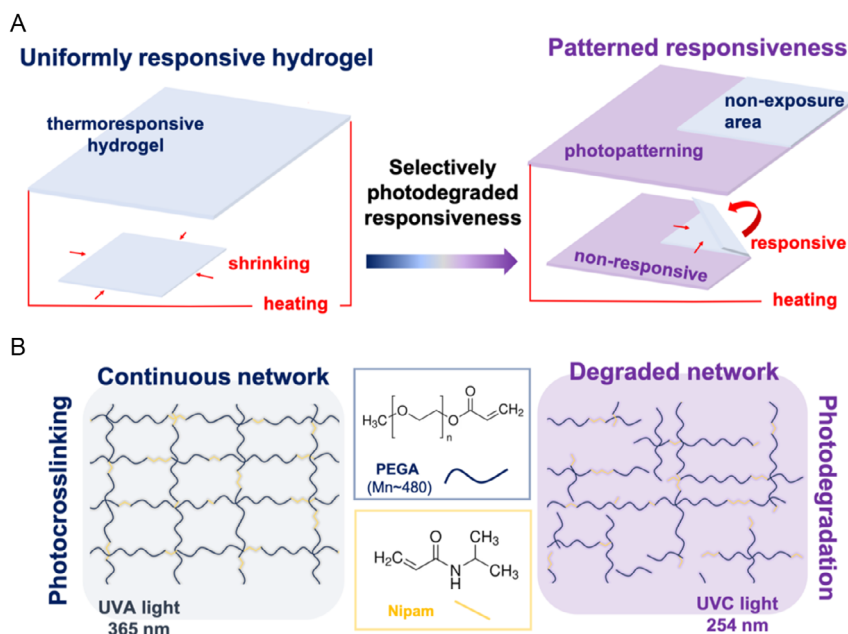 A
Uniformly responsive hydrogel
thermoresponsive
hydrogel
shrinking
heating
Selectively
photodegraded
responsiveness
Patterned responsiveness
non-exposure
area
photopatterning
responsive
non-responsive
heating
B
Photocrosslinking
Continuous network
UVA light
365 nm
O
H₃C
O
O
CH₂
n
PEGA
(Mn~480)
O
CH₃
H₂C
N
H
CH₃
Nipam
Degraded network
UVC light
254 nm
Photodegradation